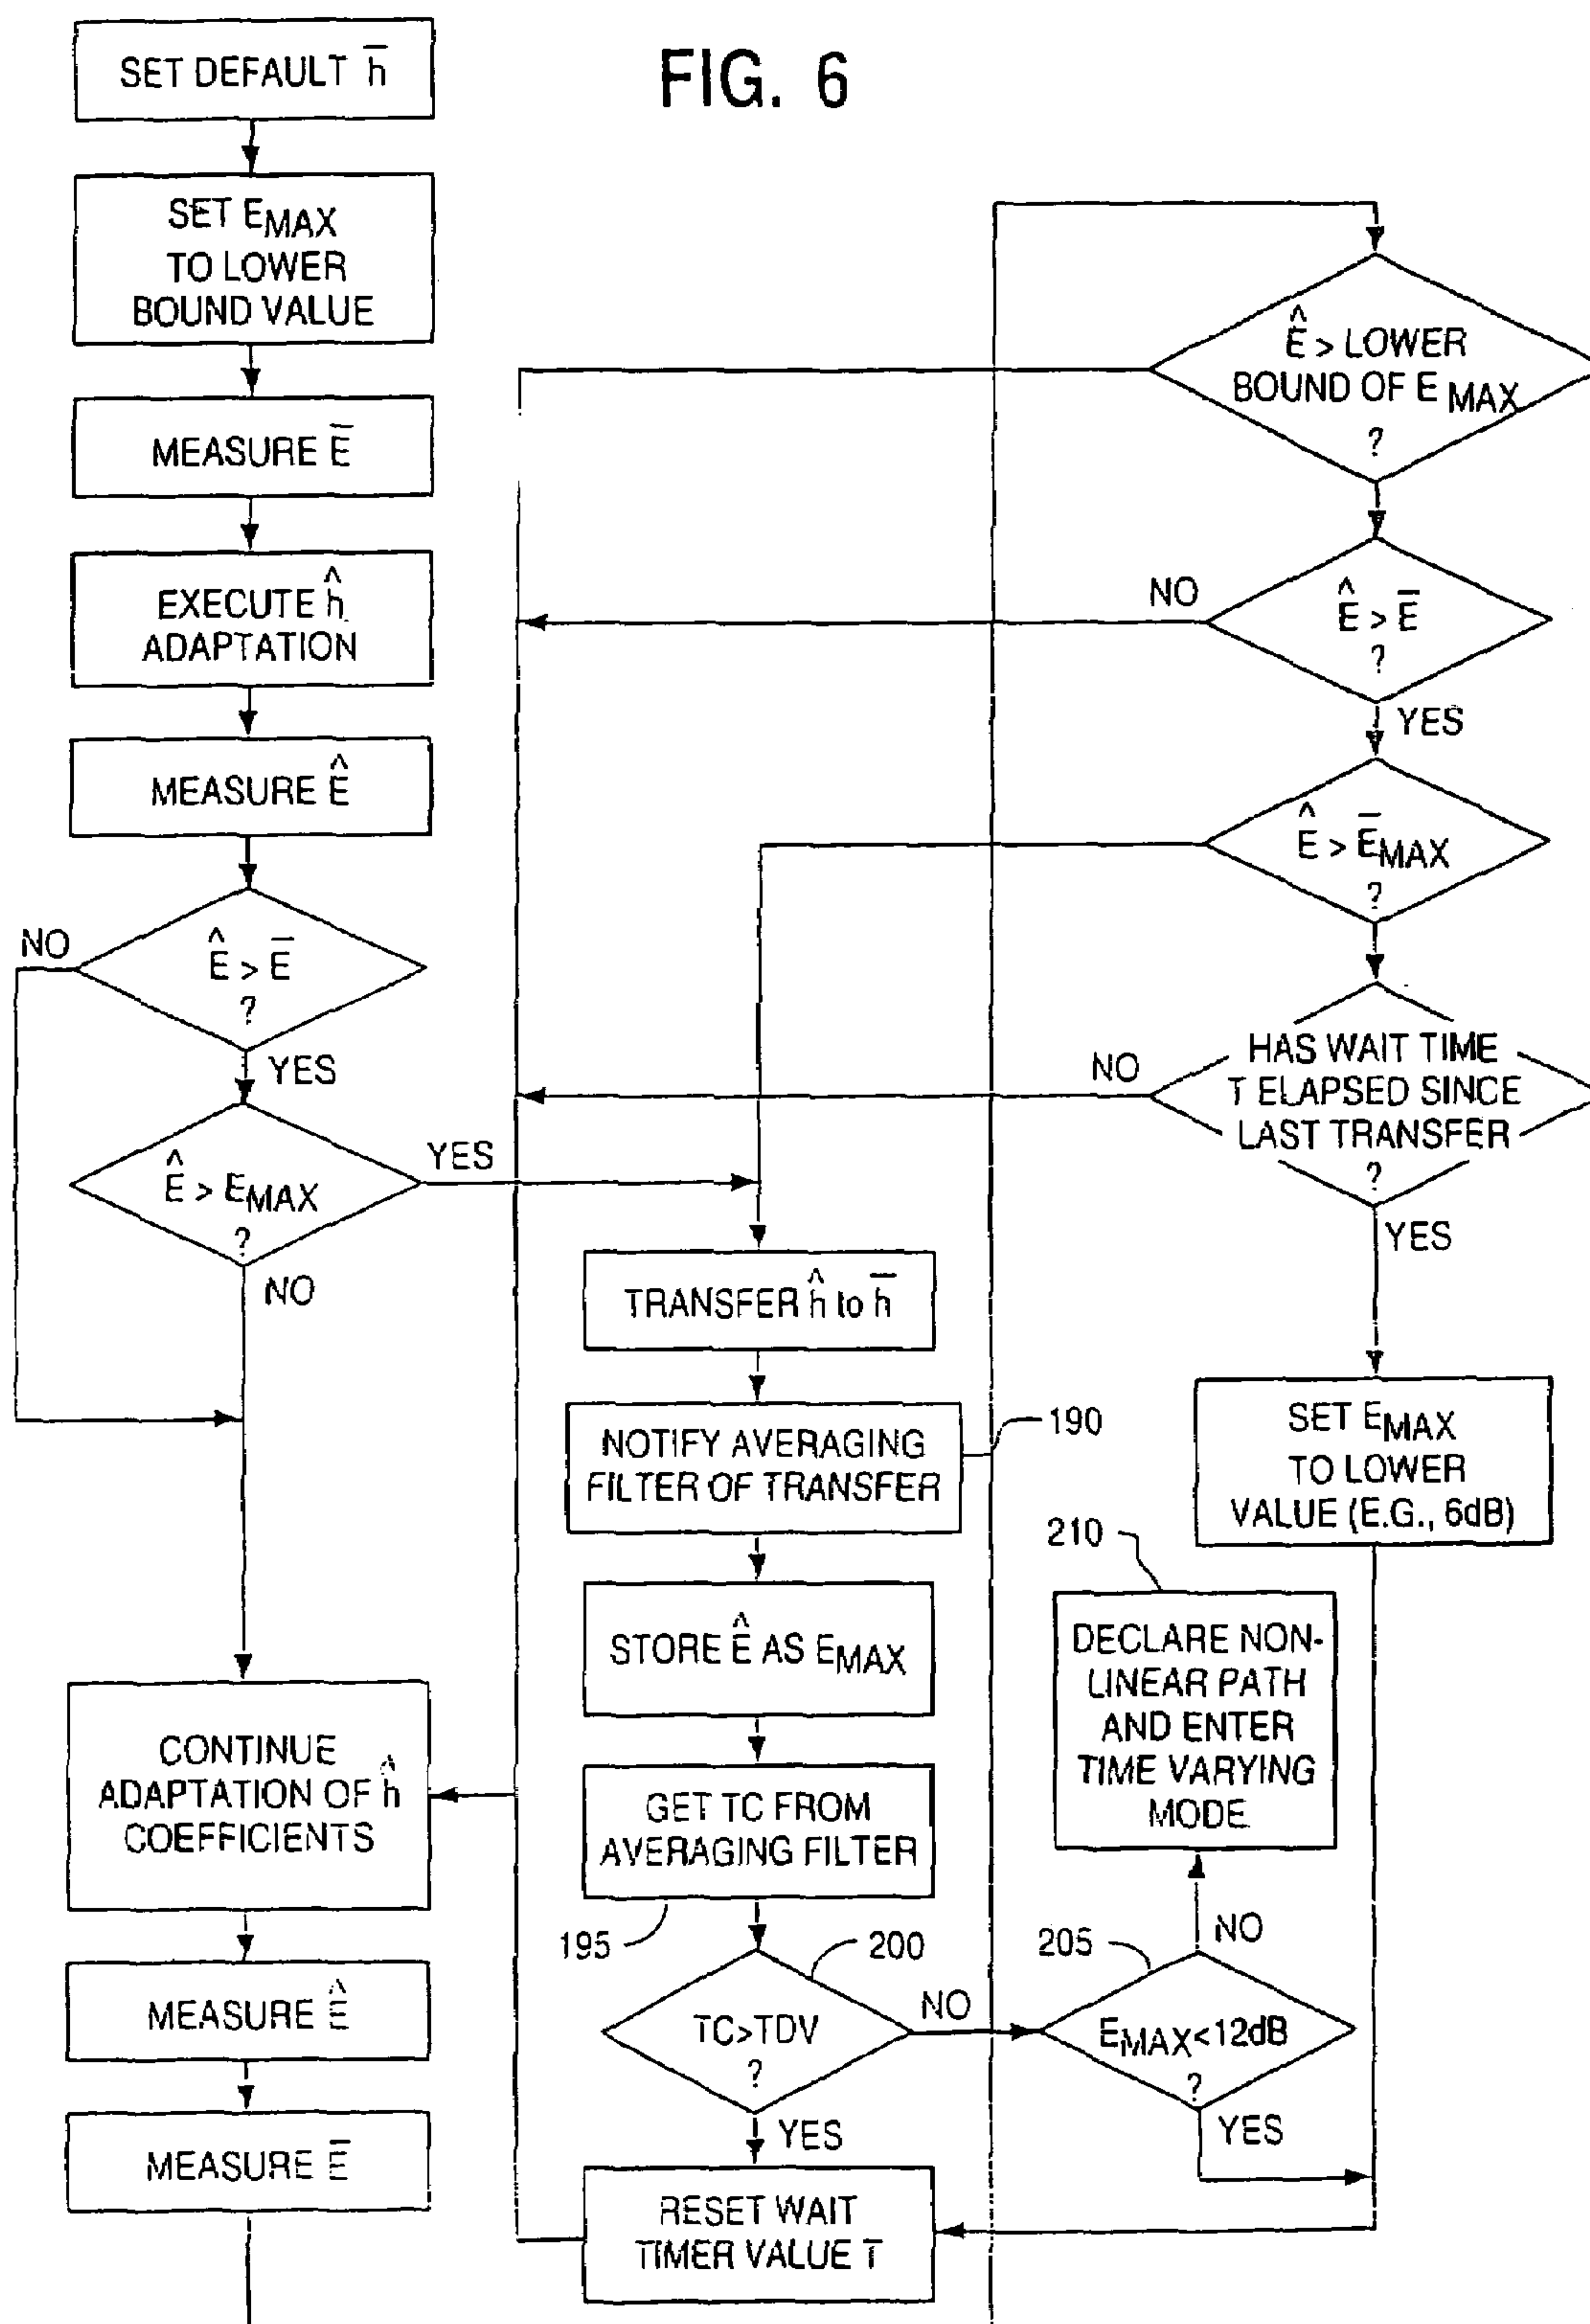 FIG. 6
SET DEFAULT h̅
SET EMAX
TO LOWER
BOUND VALUE
MEASURE E̅
EXECUTE ĥ
ADAPTATION
MEASURE Ê
Ê > E̅
?
NO
YES
Ê > EMAX
?
YES
NO
CONTINUE
ADAPTATION OF ĥ
COEFFICIENTS
MEASURE Ê
MEASURE E̅
TRANSFER ĥ to h̅
NOTIFY AVERAGING
FILTER OF TRANSFER
190
STORE Ê AS EMAX
GET TC FROM
AVERAGING FILTER
195
TC>TDV
?
200
NO
YES
RESET WAIT
TIMER VALUE T
Ê > LOWER
BOUND OF E MAX
?
Ê > E̅
?
NO
YES
Ê > E̅MAX
?
HAS WAIT TIME
T ELAPSED SINCE
LAST TRANSFER
?
NO
YES
SET EMAX
TO LOWER
VALUE (E.G., 6dB)
210
DECLARE NON-
LINEAR PATH
AND ENTER
TIME VARYING
MODE
NO
205
EMAX<12dB
?
YES